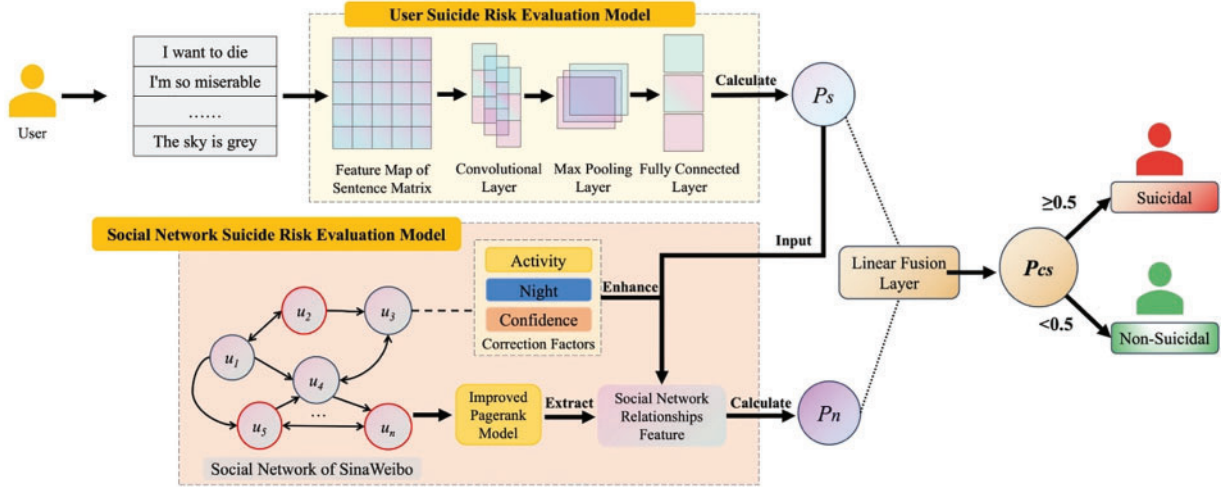 User Suicide Risk Evaluation Model
I want to die
I'm so miserable
......
The sky is grey
User
Feature Map of
Sentence Matrix
Convolutional
Layer
Max Pooling
Layer
Fully Connected
Layer
Calculate
Ps
Input
Social Network Suicide Risk Evaluation Model
Activity
Night
Confidence
Correction Factors
Enhance
u1
u2
u3
u4
u5
...
un
Social Network of SinaWeibo
Improved
Pagerank
Model
Extract
Social Network
Relationships
Feature
Calculate
Pn
Linear Fusion
Layer
Pcs
≥0.5
<0.5
Suicidal
Non-Suicidal